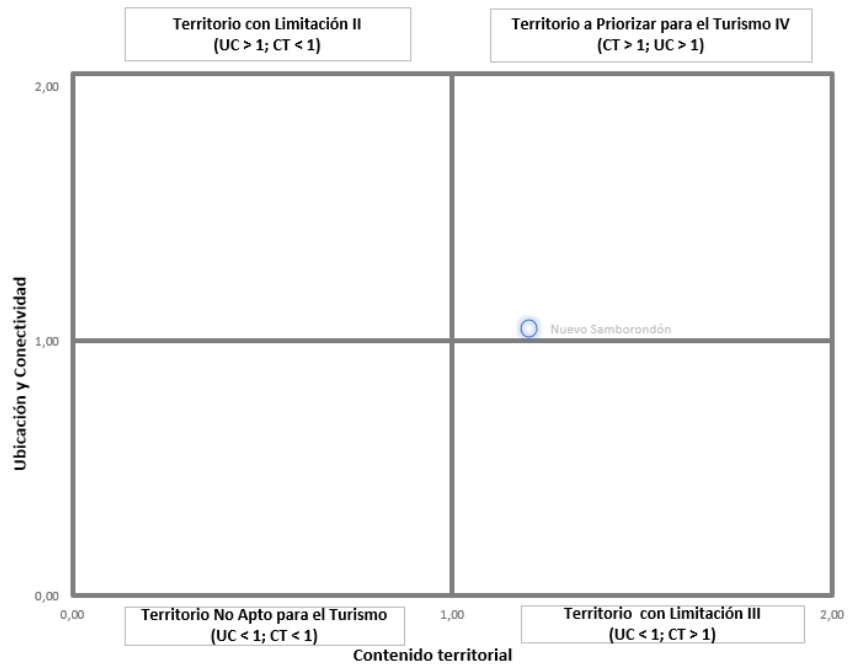 Territorio con Limitación II
(UC > 1; CT < 1)
Territorio a Priorizar para el Turismo IV
(CT > 1; UC > 1)
2,00
Ubicación y Conectividad
Nuevo Samborondón
1,00
0,00
0,00
1,00
2,00
Territorio No Apto para el Turismo
(UC < 1; CT < 1)
Territorio con Limitación III
(UC < 1; CT > 1)
Contenido territorial